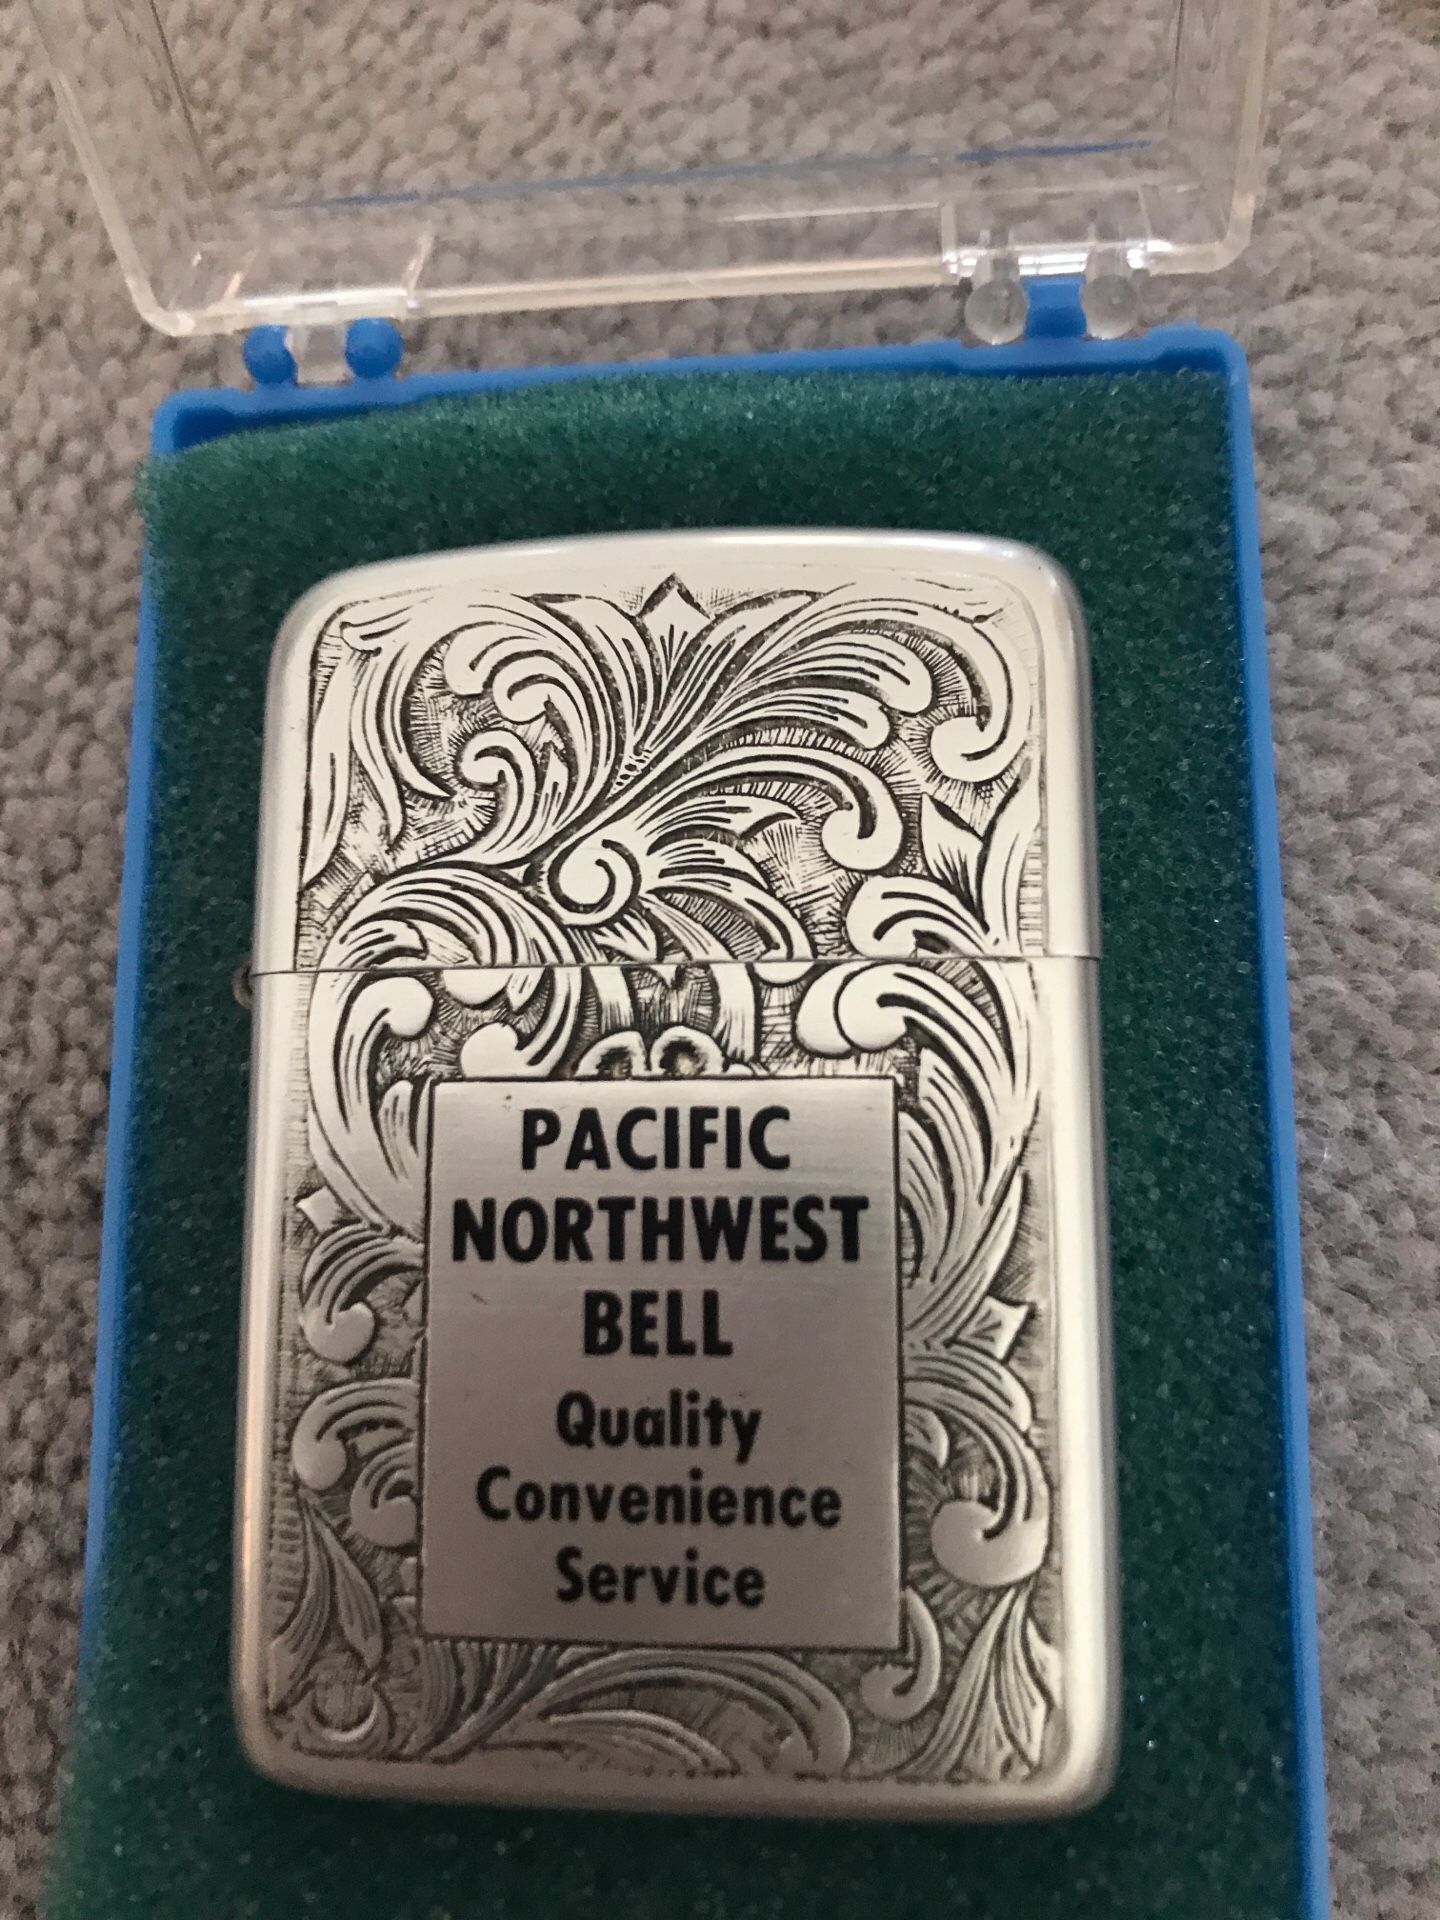 PACIFIC
NORTHWEST
BELL
Quality
Convenience
Service